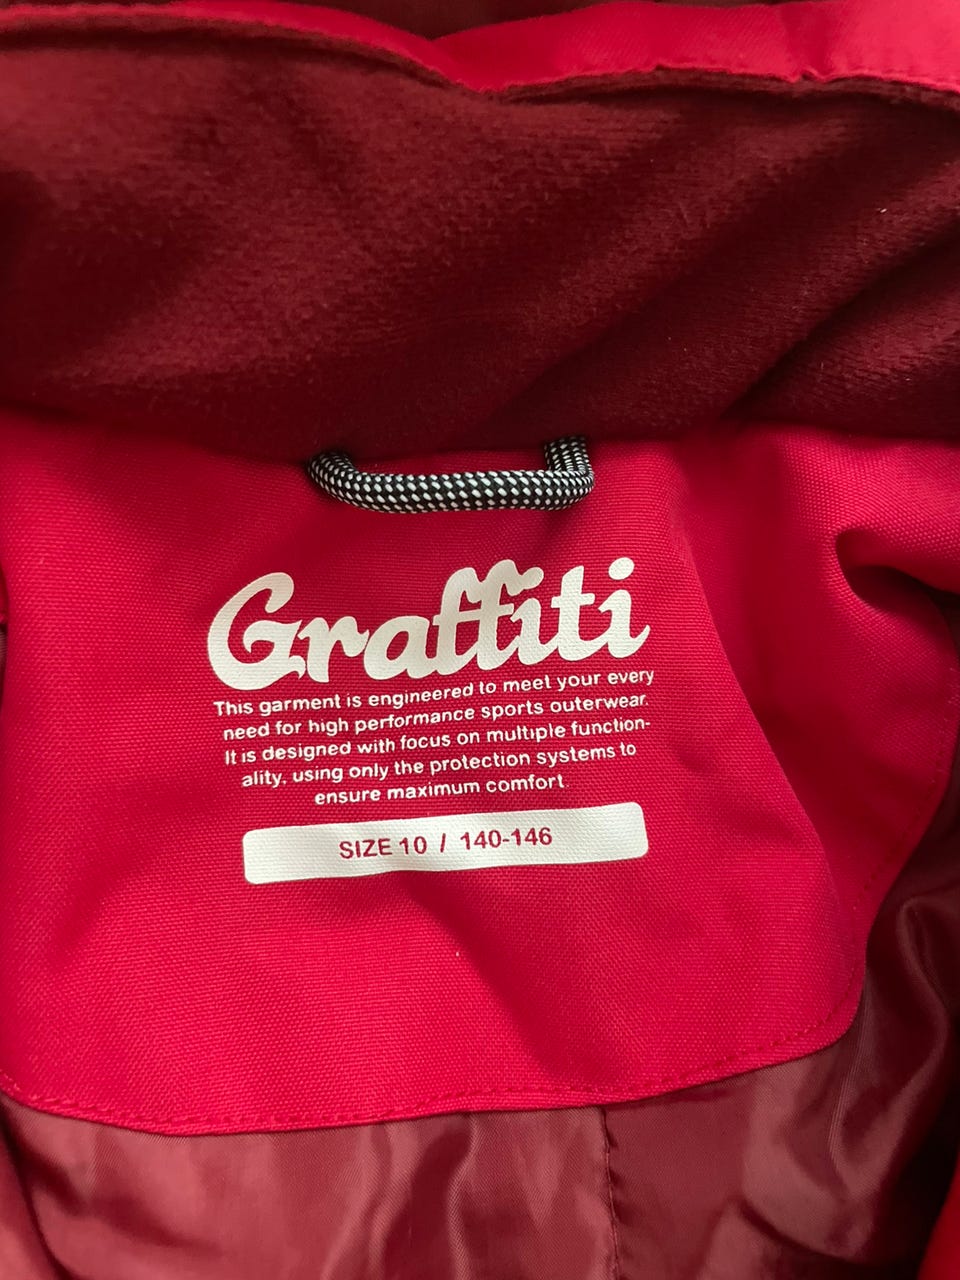 Graffiti
This garment is engineered to meet your every
need for high performance sports outerwear.
It is designed with focus on multiple function-
ality, using only the protection systems to
ensure maximum comfort.
SIZE 10 / 140-146